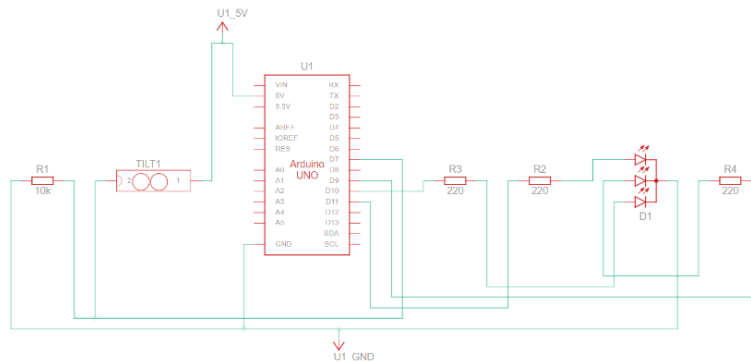 U1_5V
U1
VIN
5V
3.3V
AREF
IOREF
RES
A0
A1
A2
A3
A4
A5
GND
RX
TX
D2
D3
D4
D5
D6
D7
D8
D9
D10
D11
D12
D13
SDA
SCL
Arduino
UNO
R1
10k
TILT1
2
1
R3
220
R2
220
D1
R4
220
U1_GND